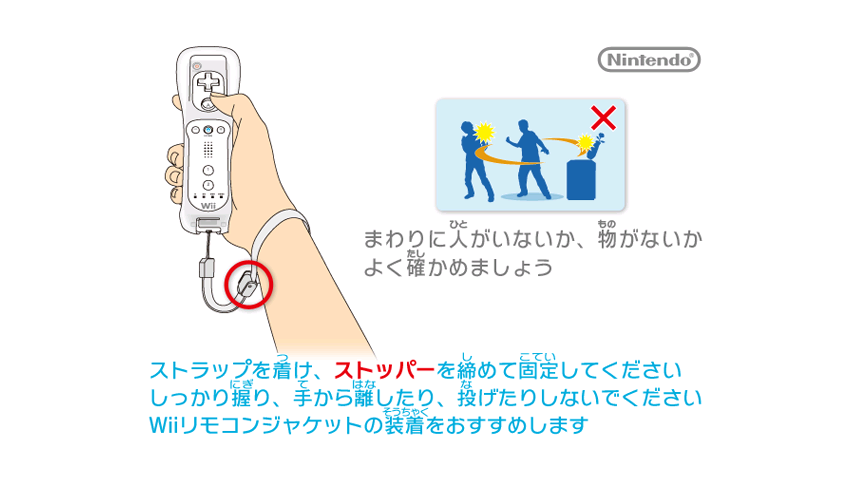 Nintendo
まわりに人がいないか、物がないか
よく確かめましょう
ストラップを着け、ストッパーを締めて固定してください
しっかり握り、手から離したり、投げたりしないでください
Wiiリモコンジャケットの装着をおすすめします
Wii